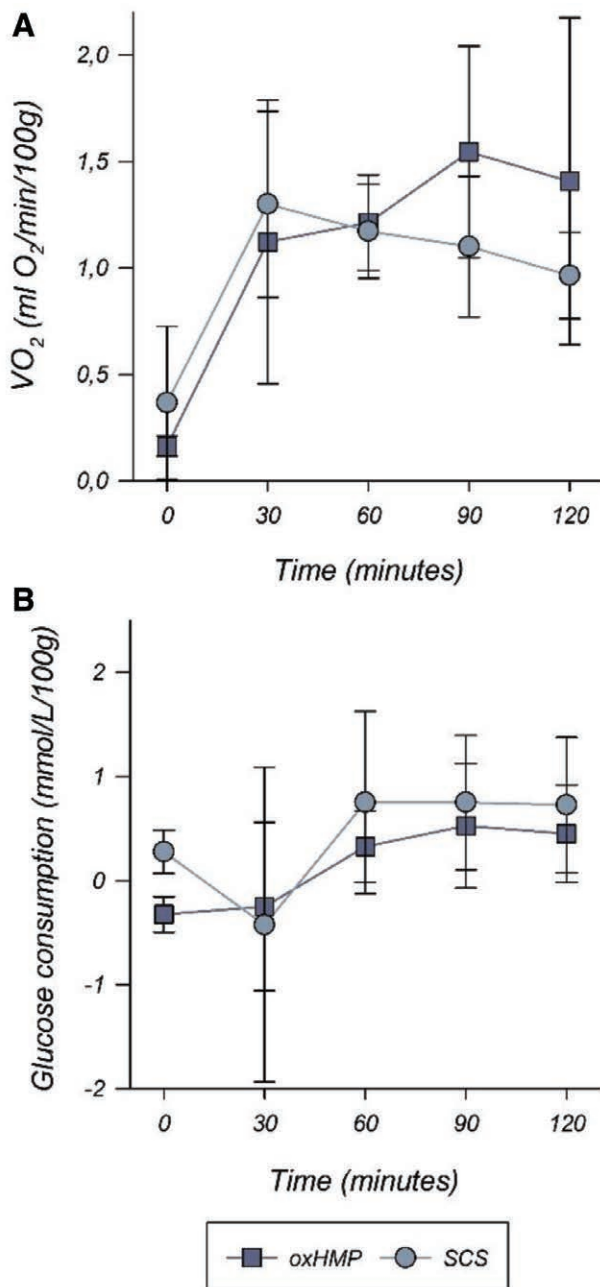 A
VO₂ (ml O₂/min/100g)
2,0
1,5
1,0
0,5
0,0
0 30 60 90 120
Time (minutes)
B
Glucose consumption (mmol/L/100g)
2
1
0
-1
-2
0 30 60 90 120
Time (minutes)
oxHMP SCS